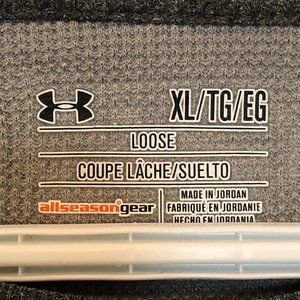 XL/TG/EG
LOOSE
COUPE LÂCHE/SUELTO
allseasongear
MADE IN JORDAN
FABRIQUÉ EN JORDANIE
HECHO EN JORDANIA